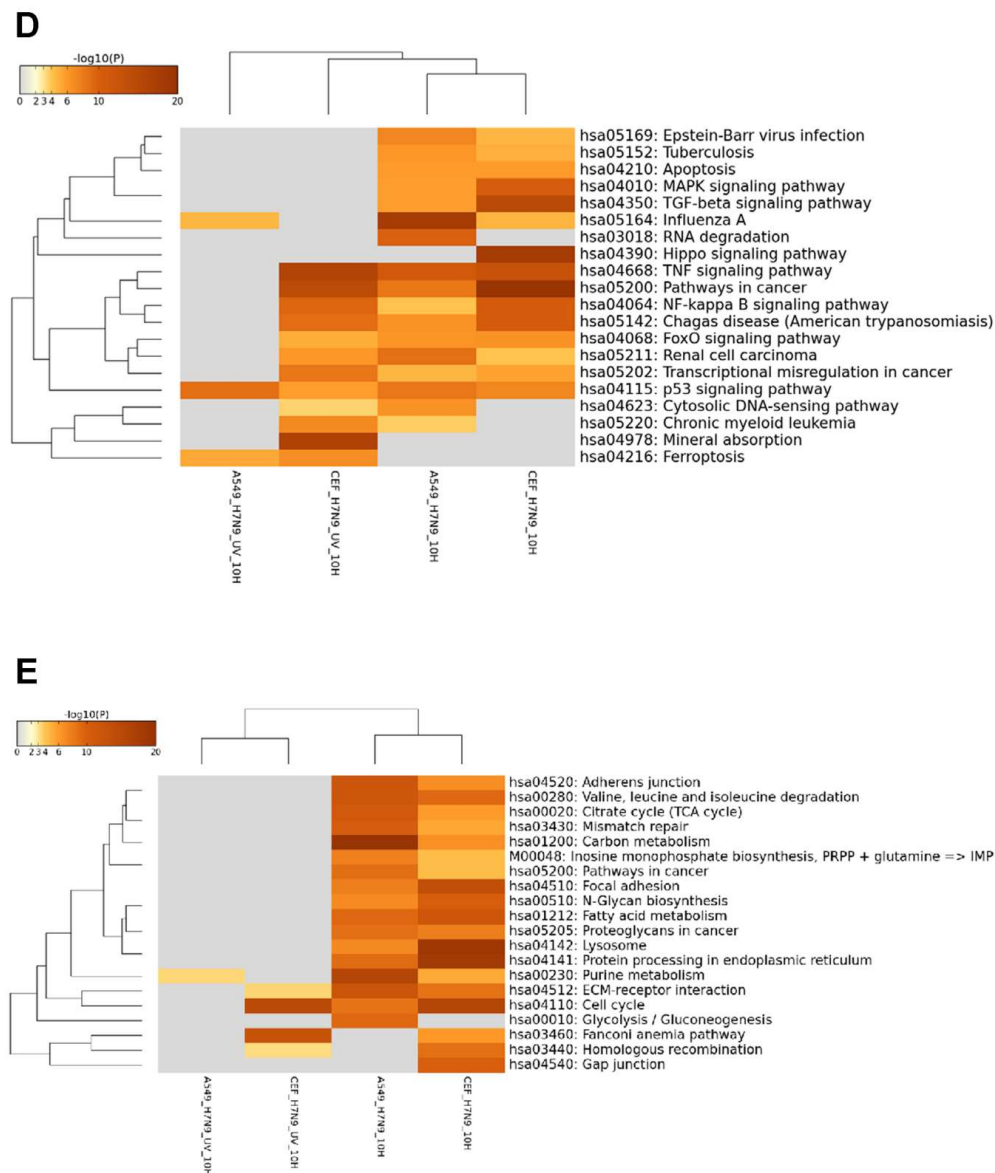 D
-log10(P)
0 2 3 4 6 10 20
hsa05169: Epstein-Barr virus infection
hsa05152: Tuberculosis
hsa04210: Apoptosis
hsa04010: MAPK signaling pathway
hsa04350: TGF-beta signaling pathway
hsa05164: Influenza A
hsa03018: RNA degradation
hsa04390: Hippo signaling pathway
hsa04668: TNF signaling pathway
hsa05200: Pathways in cancer
hsa04064: NF-kappa B signaling pathway
hsa05142: Chagas disease (American trypanosomiasis)
hsa04068: FoxO signaling pathway
hsa05211: Renal cell carcinoma
hsa05202: Transcriptional misregulation in cancer
hsa04115: p53 signaling pathway
hsa04623: Cytosolic DNA-sensing pathway
hsa05220: Chronic myeloid leukemia
hsa04978: Mineral absorption
hsa04216: Ferroptosis
A549_H7N9_UV_10H
CEF_H7N9_UV_10H
A549_H7N9_10H
CEF_H7N9_10H
E
-log10(P)
0 2 3 4 6 10 20
hsa04520: Adherens junction
hsa00280: Valine, leucine and isoleucine degradation
hsa00020: Citrate cycle (TCA cycle)
hsa03430: Mismatch repair
hsa01200: Carbon metabolism
M00048: Inosine monophosphate biosynthesis, PRPP + glutamine => IMP
hsa05200: Pathways in cancer
hsa04510: Focal adhesion
hsa00510: N-Glycan biosynthesis
hsa01212: Fatty acid metabolism
hsa05205: Proteoglycans in cancer
hsa04142: Lysosome
hsa04141: Protein processing in endoplasmic reticulum
hsa00230: Purine metabolism
hsa04512: ECM-receptor interaction
hsa04110: Cell cycle
hsa00010: Glycolysis / Gluconeogenesis
hsa03460: Fanconi anemia pathway
hsa03440: Homologous recombination
hsa04540: Gap junction
A549_H7N9_UV_10H
CEF_H7N9_UV_10H
A549_H7N9_10H
CEF_H7N9_10H